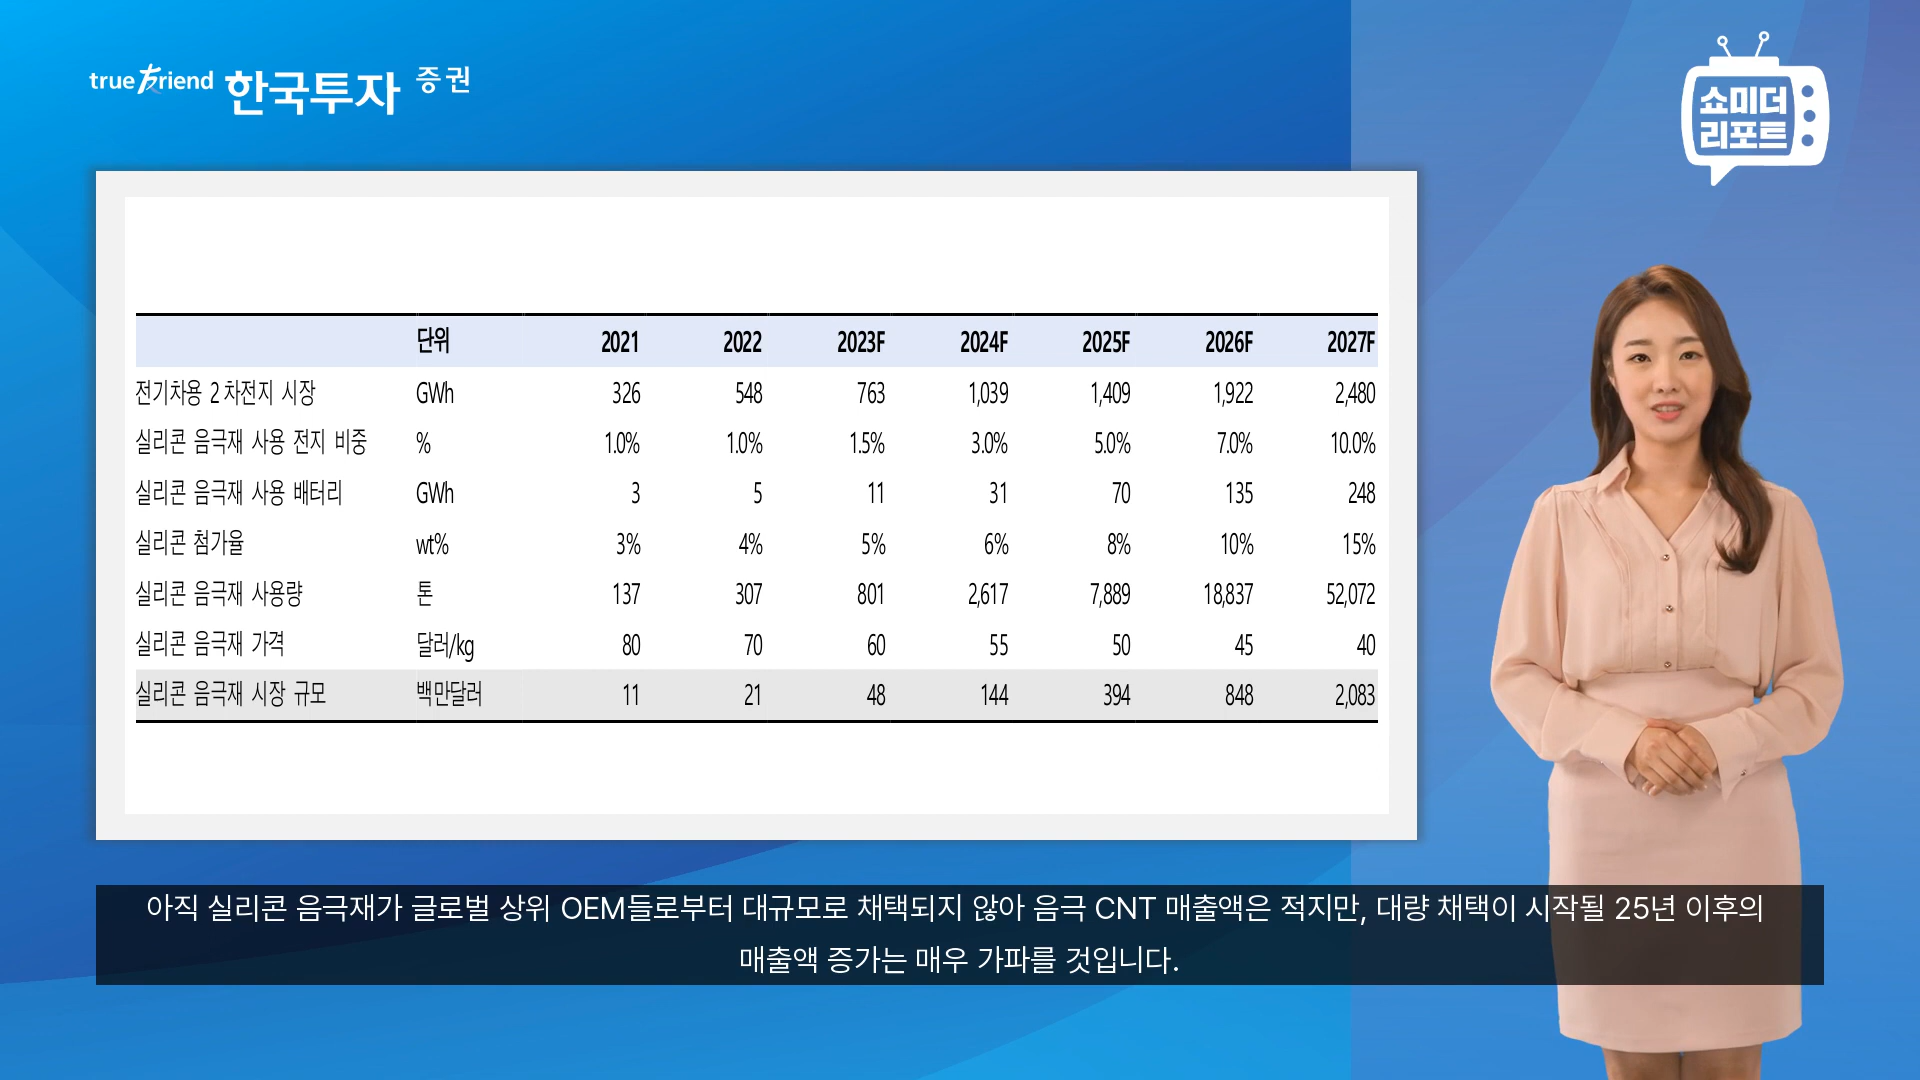 true friend 한국투자 증권
쇼미더
리포트
단위 2021 2022 2023F 2024F 2025F 2026F 2027F
전기차용 2차전지 시장 GWh 326 548 763 1,039 1,409 1,922 2,480
실리콘 음극재 사용 전지 비중 % 1.0% 1.0% 1.5% 3.0% 5.0% 7.0% 10.0%
실리콘 음극재 사용 배터리 GWh 3 5 11 31 70 135 248
실리콘 첨가율 wt% 3% 4% 5% 6% 8% 10% 15%
실리콘 음극재 사용량 톤 137 307 801 2,617 7,889 18,837 52,072
실리콘 음극재 가격 달러/kg 80 70 60 55 50 45 40
실리콘 음극재 시장 규모 백만달러 11 21 48 144 394 848 2,083
아직 실리콘 음극재가 글로벌 상위 OEM들로부터 대규모로 채택되지 않아 음극 CNT 매출액은 적지만, 대량 채택이 시작될 25년 이후의
매출액 증가는 매우 가파를 것입니다.